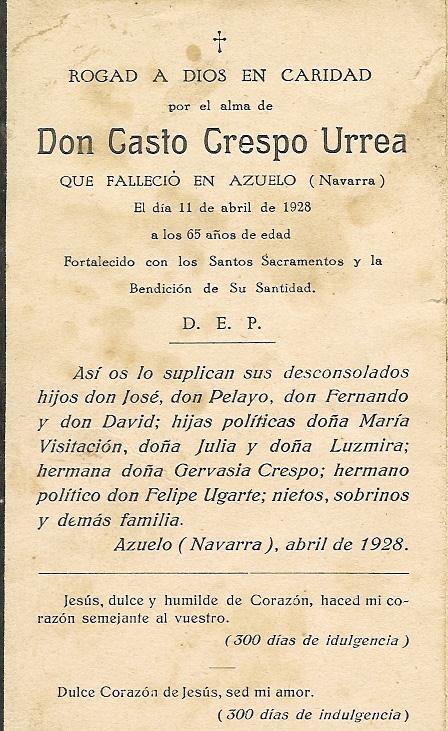 ROGAD A DIOS EN CARIDAD
por el alma de
Don Casto Crespo Urrea
QUE FALLECIÓ EN AZUELO (Navarra)
El día 11 de abril de 1928
a los 65 años de edad
Fortalecido con los Santos Sacramentos y la
Bendición de Su Santidad.
D. E. P.
Así os lo suplican sus desconsolados
hijos don José, don Pelayo, don Fernando
y don David; hijas políticas doña María
Visitación, doña Julia y doña Luzmira;
hermana doña Gervasia Crespo; hermano
político don Felipe Ugarte; nietos, sobrinos
y demás familia.
Azuelo (Navarra), abril de 1928.
Jesús, dulce y humilde de Corazón, haced mi co-
razón semejante al vuestro.
(300 días de idulgencia)
Dulce Corazón de Jesús, sed mi amor.
(300 días de indulgencia)